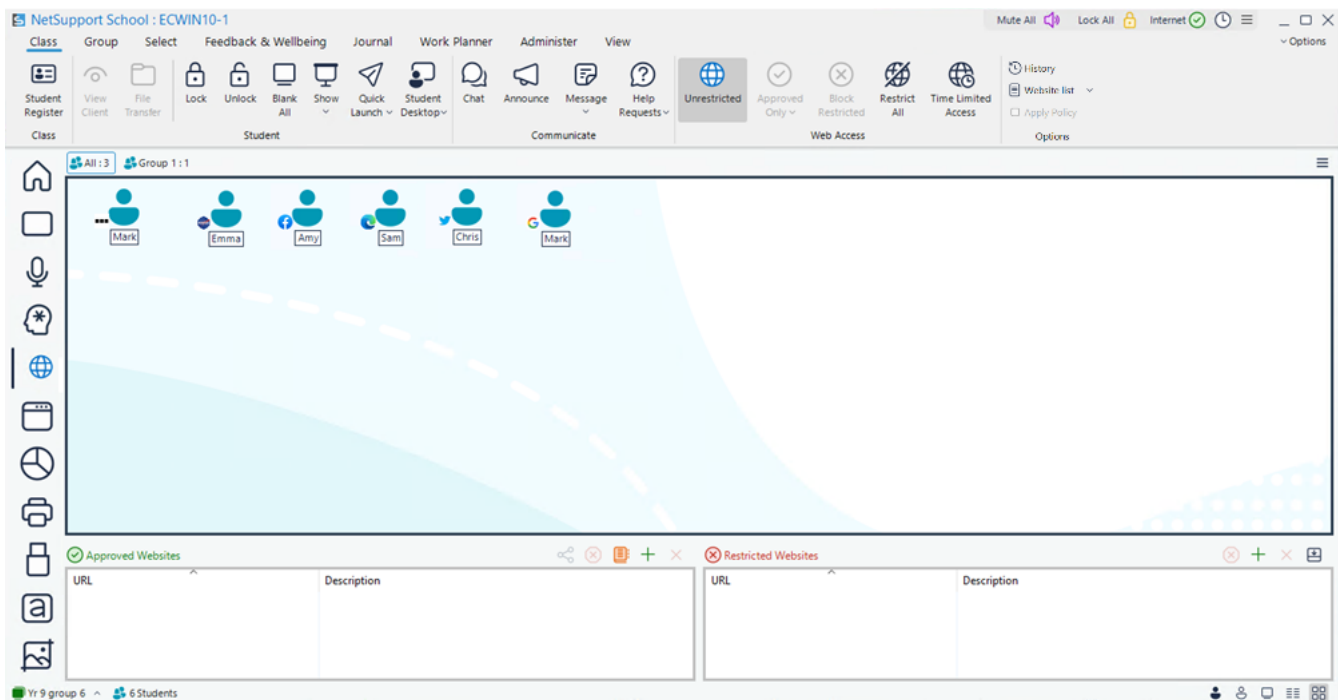 NetSupport School : ECWIN10-1
Mute All Lock All Internet
Class Group Select Feedback & Wellbeing Journal Work Planner Administer View
Options
Student Register
View Client
File Transfer
Lock
Unlock
Blank All
Show
Quick Launch
Student Desktop
Chat
Announce
Message
Help Requests
Unrestricted
Approved Only
Block Restricted
Restrict All
Time Limited Access
History
Website list
Apply Policy
Class Student Communicate Web Access Options
All : 3 Group 1 : 1
Mark Emma Amy Sam Chris Mark
Approved Websites
URL Description
Restricted Websites
URL Description
Yr 9 group 6 6 Students